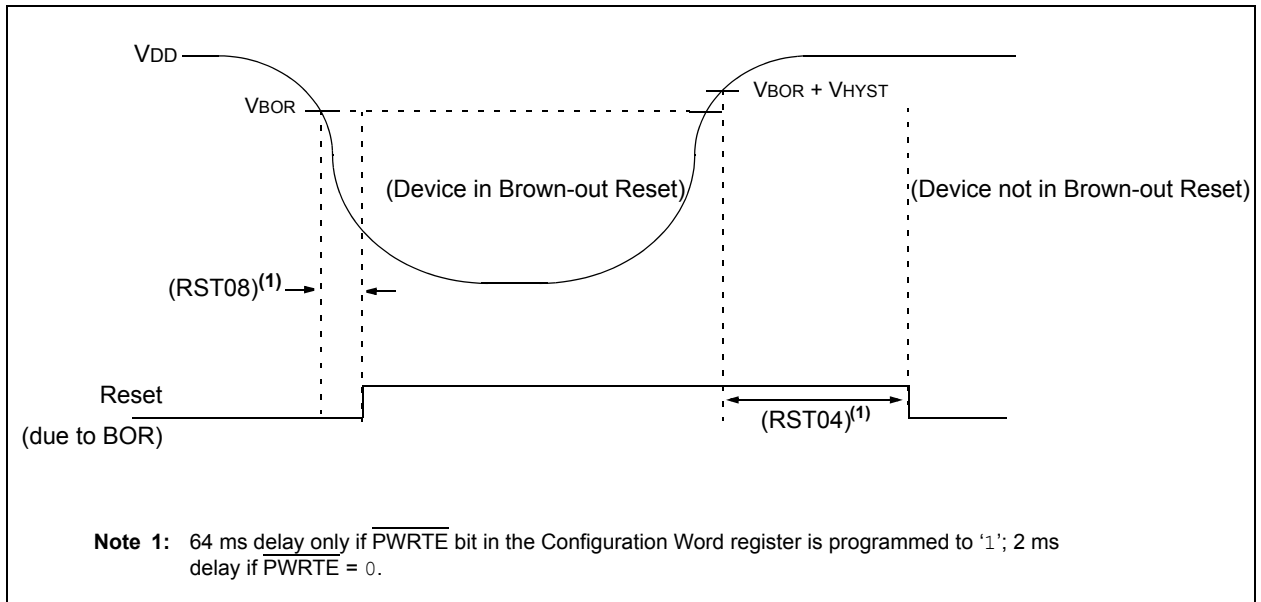 VDD
VBOR
VBOR + VHYST
(Device in Brown-out Reset)
(Device not in Brown-out Reset)
(RST08)(1)
Reset
(due to BOR)
(RST04)(1)
Note 1: 64 ms delay only if PWRTE bit in the Configuration Word register is programmed to ‘1’; 2 ms
delay if PWRTE = 0.